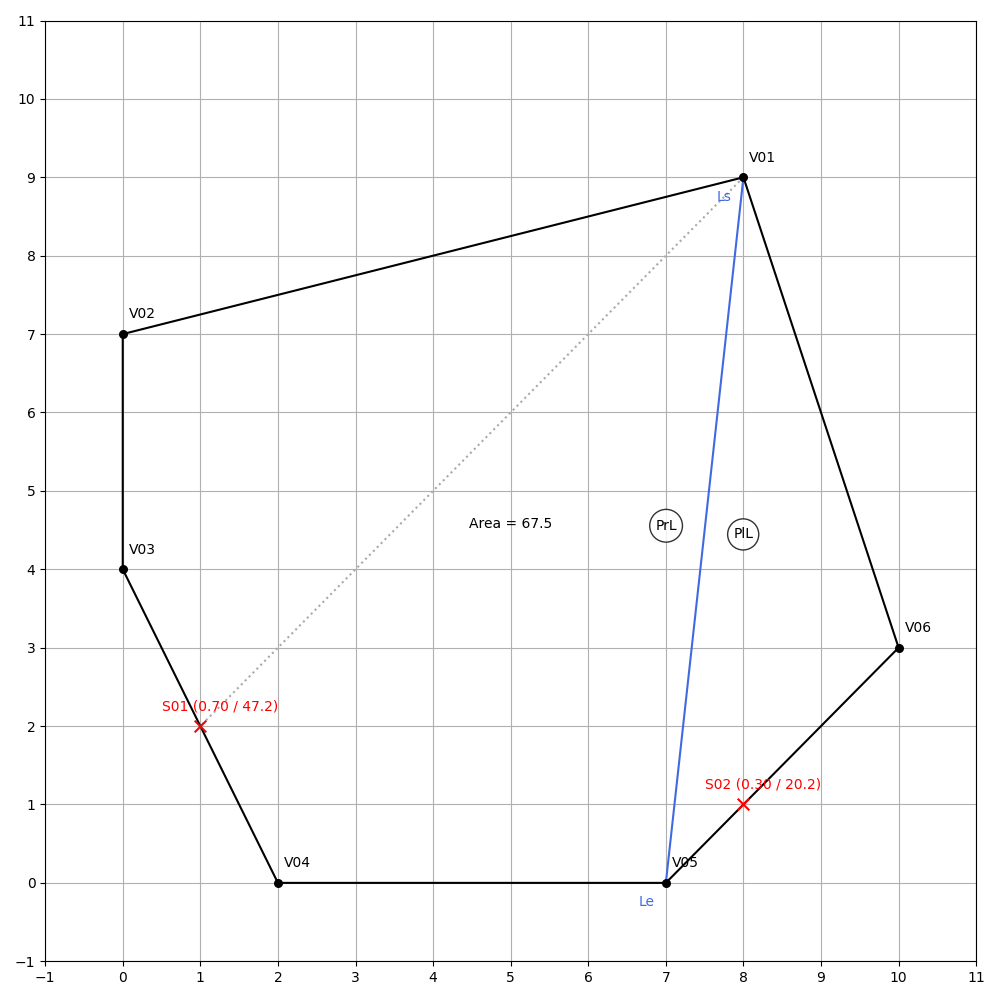 11
10
9
8
7
6
5
4
3
2
1
0
−1
V01
Ls
V02
Area = 67.5
PrL
PlL
V03
V06
S01 (0.70 / 47.2)
S02 (0.30 / 20.2)
V04
V05
Le
−1 0 1 2 3 4 5 6 7 8 9 10 11